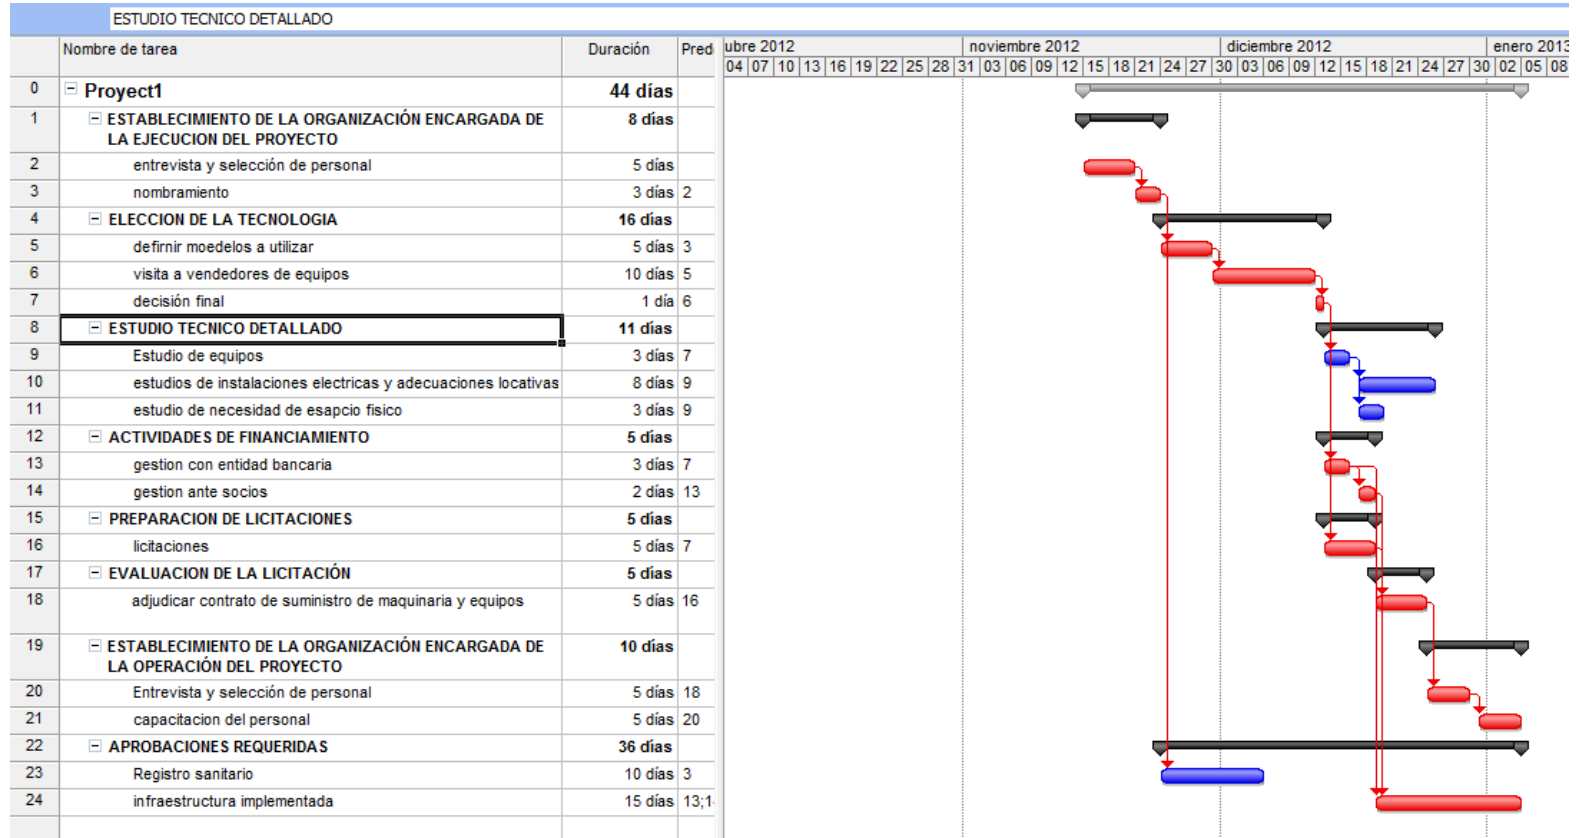 ESTUDIO TECNICO DETALLADO
Nombre de tarea Duración Pred ubre 2012 noviembre 2012 diciembre 2012 enero 2013
04 07 10 13 16 19 22 25 28 31 03 06 09 12 15 18 21 24 27 30 03 06 09 12 15 18 21 24 27 30 02 05 08
0 Proyect1 44 días
1 ESTABLECIMIENTO DE LA ORGANIZACIÓN ENCARGADA DE 8 días
LA EJECUCION DEL PROYECTO
2 entrevista y selección de personal 5 días
3 nombramiento 3 días 2
4 ELECCION DE LA TECNOLOGIA 16 días
5 defirnir moedelos a utilizar 5 días 3
6 visita a vendedores de equipos 10 días 5
7 decisión final 1 día 6
8 ESTUDIO TECNICO DETALLADO 11 días
9 Estudio de equipos 3 días 7
10 estudios de instalaciones electricas y adecuaciones locativas 8 días 9
11 estudio de necesidad de esapcio fisico 3 días 9
12 ACTIVIDADES DE FINANCIAMIENTO 5 días
13 gestion con entidad bancaria 3 días 7
14 gestion ante socios 2 días 13
15 PREPARACION DE LICITACIONES 5 días
16 licitaciones 5 días 7
17 EVALUACION DE LA LICITACIÓN 5 días
18 adjudicar contrato de suministro de maquinaria y equipos 5 días 16
19 ESTABLECIMIENTO DE LA ORGANIZACIÓN ENCARGADA DE 10 días
LA OPERACIÓN DEL PROYECTO
20 Entrevista y selección de personal 5 días 18
21 capacitacion del personal 5 días 20
22 APROBACIONES REQUERIDAS 36 días
23 Registro sanitario 10 días 3
24 infraestructura implementada 15 días 13;1